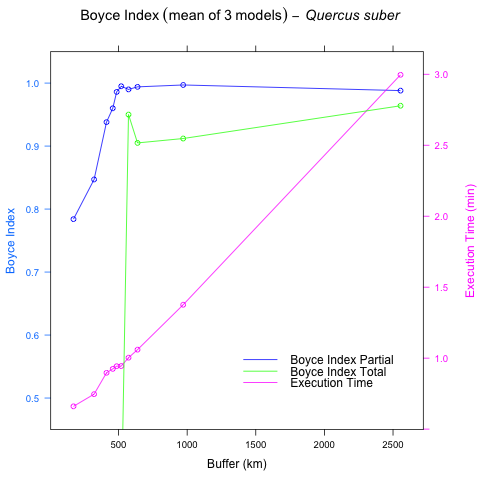 Boyce Index (mean of 3 models) – Quercus suber
1.0
0.9
0.8
0.7
0.6
0.5
Boyce Index
3.0
2.5
2.0
1.5
1.0
Execution Time (min)
Boyce Index Partial
Boyce Index Total
Execution Time
500 1000 1500 2000 2500
Buffer (km)